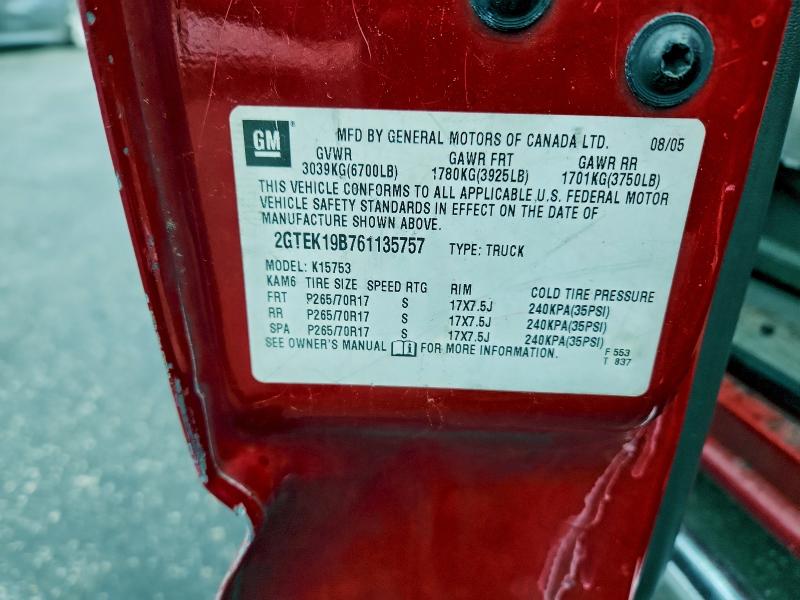 GM® MFD BY GENERAL MOTORS OF CANADA LTD. 08/05
GVWR GAWR FRT GAWR RR
3039KG(6700LB) 1780KG(3925LB) 1701KG(3750LB)
THIS VEHICLE CONFORMS TO ALL APPLICABLE U.S. FEDERAL MOTOR
VEHICLE SAFETY STANDARDS IN EFFECT ON THE DATE OF
MANUFACTURE SHOWN ABOVE.
2GTEK19B761135757 TYPE: TRUCK
MODEL: K15753
KAM6 TIRE SIZE SPEED RTG RIM COLD TIRE PRESSURE
FRT P265/70R17 S 17X7.5J 240KPA(35PSI)
RR P265/70R17 S 17X7.5J 240KPA(35PSI)
SPA P265/70R17 S 17X7.5J 240KPA(35PSI)
SEE OWNER'S MANUAL FOR MORE INFORMATION.
F 553
T 837